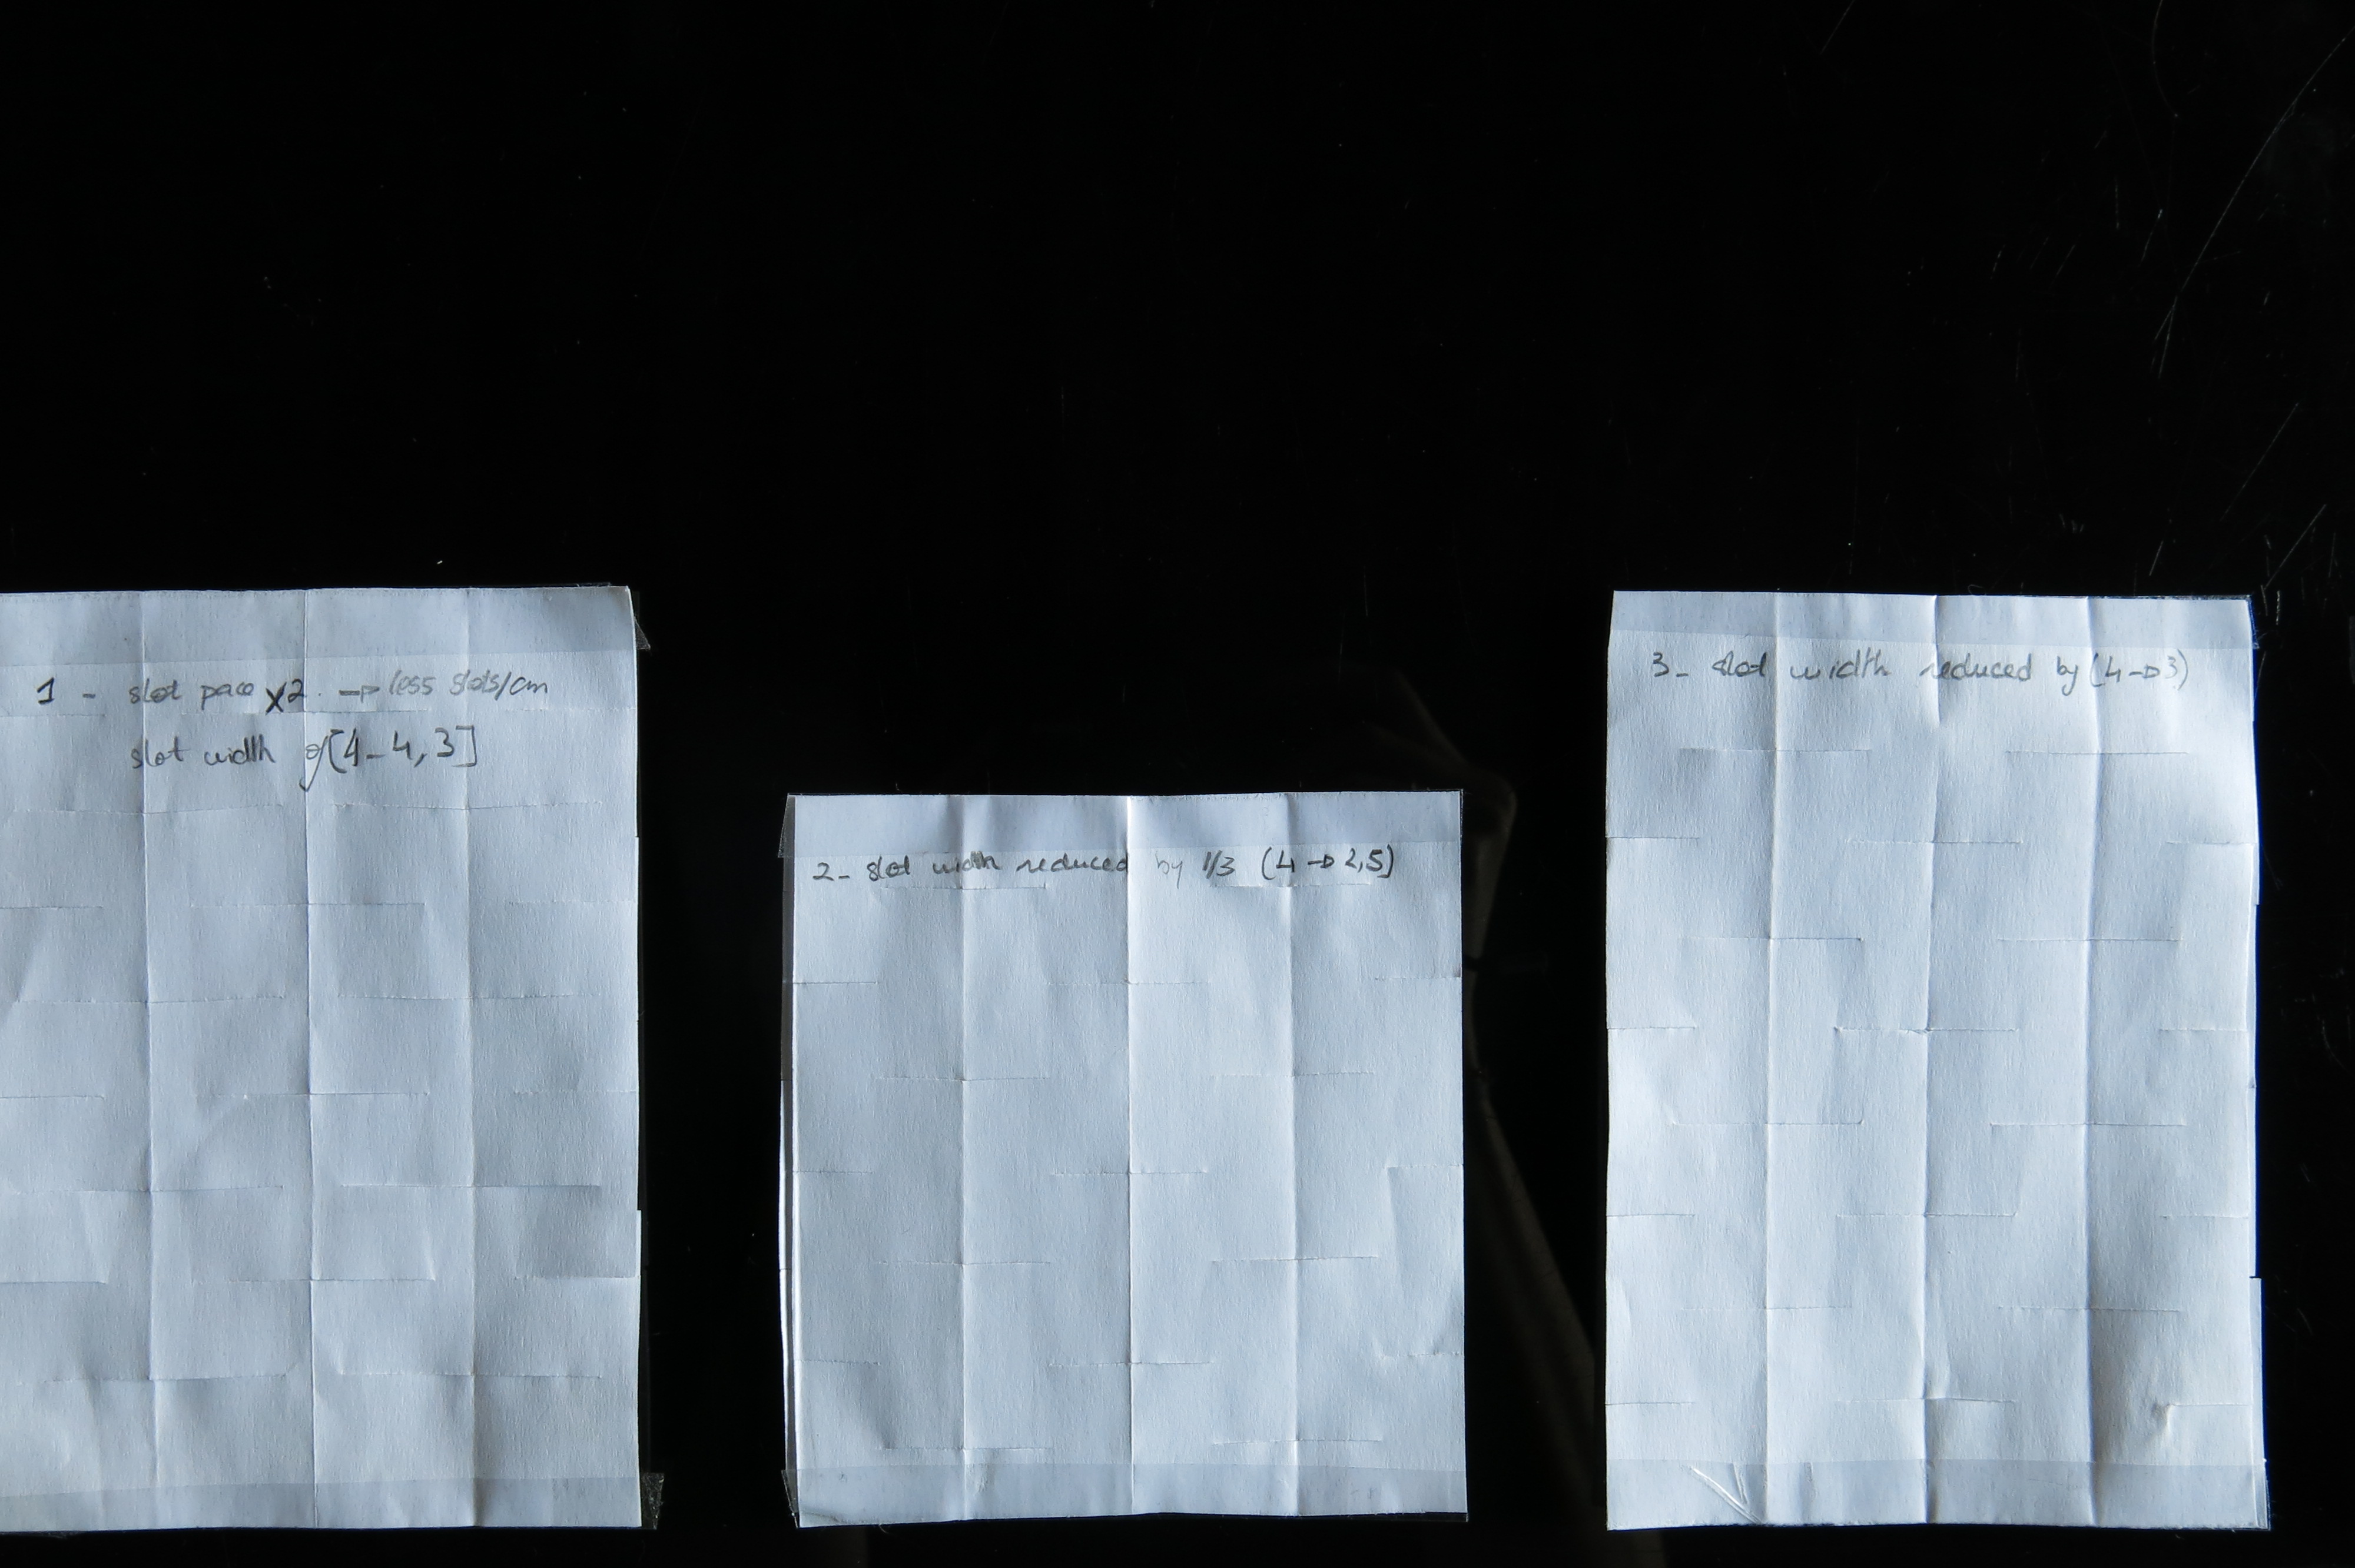 1 - slot pace x2. → less slots/cm
slot width of [4-4,3]
2- slot width reduced by 1/3 (4→2,5)
3- slot width reduced by (4→3)